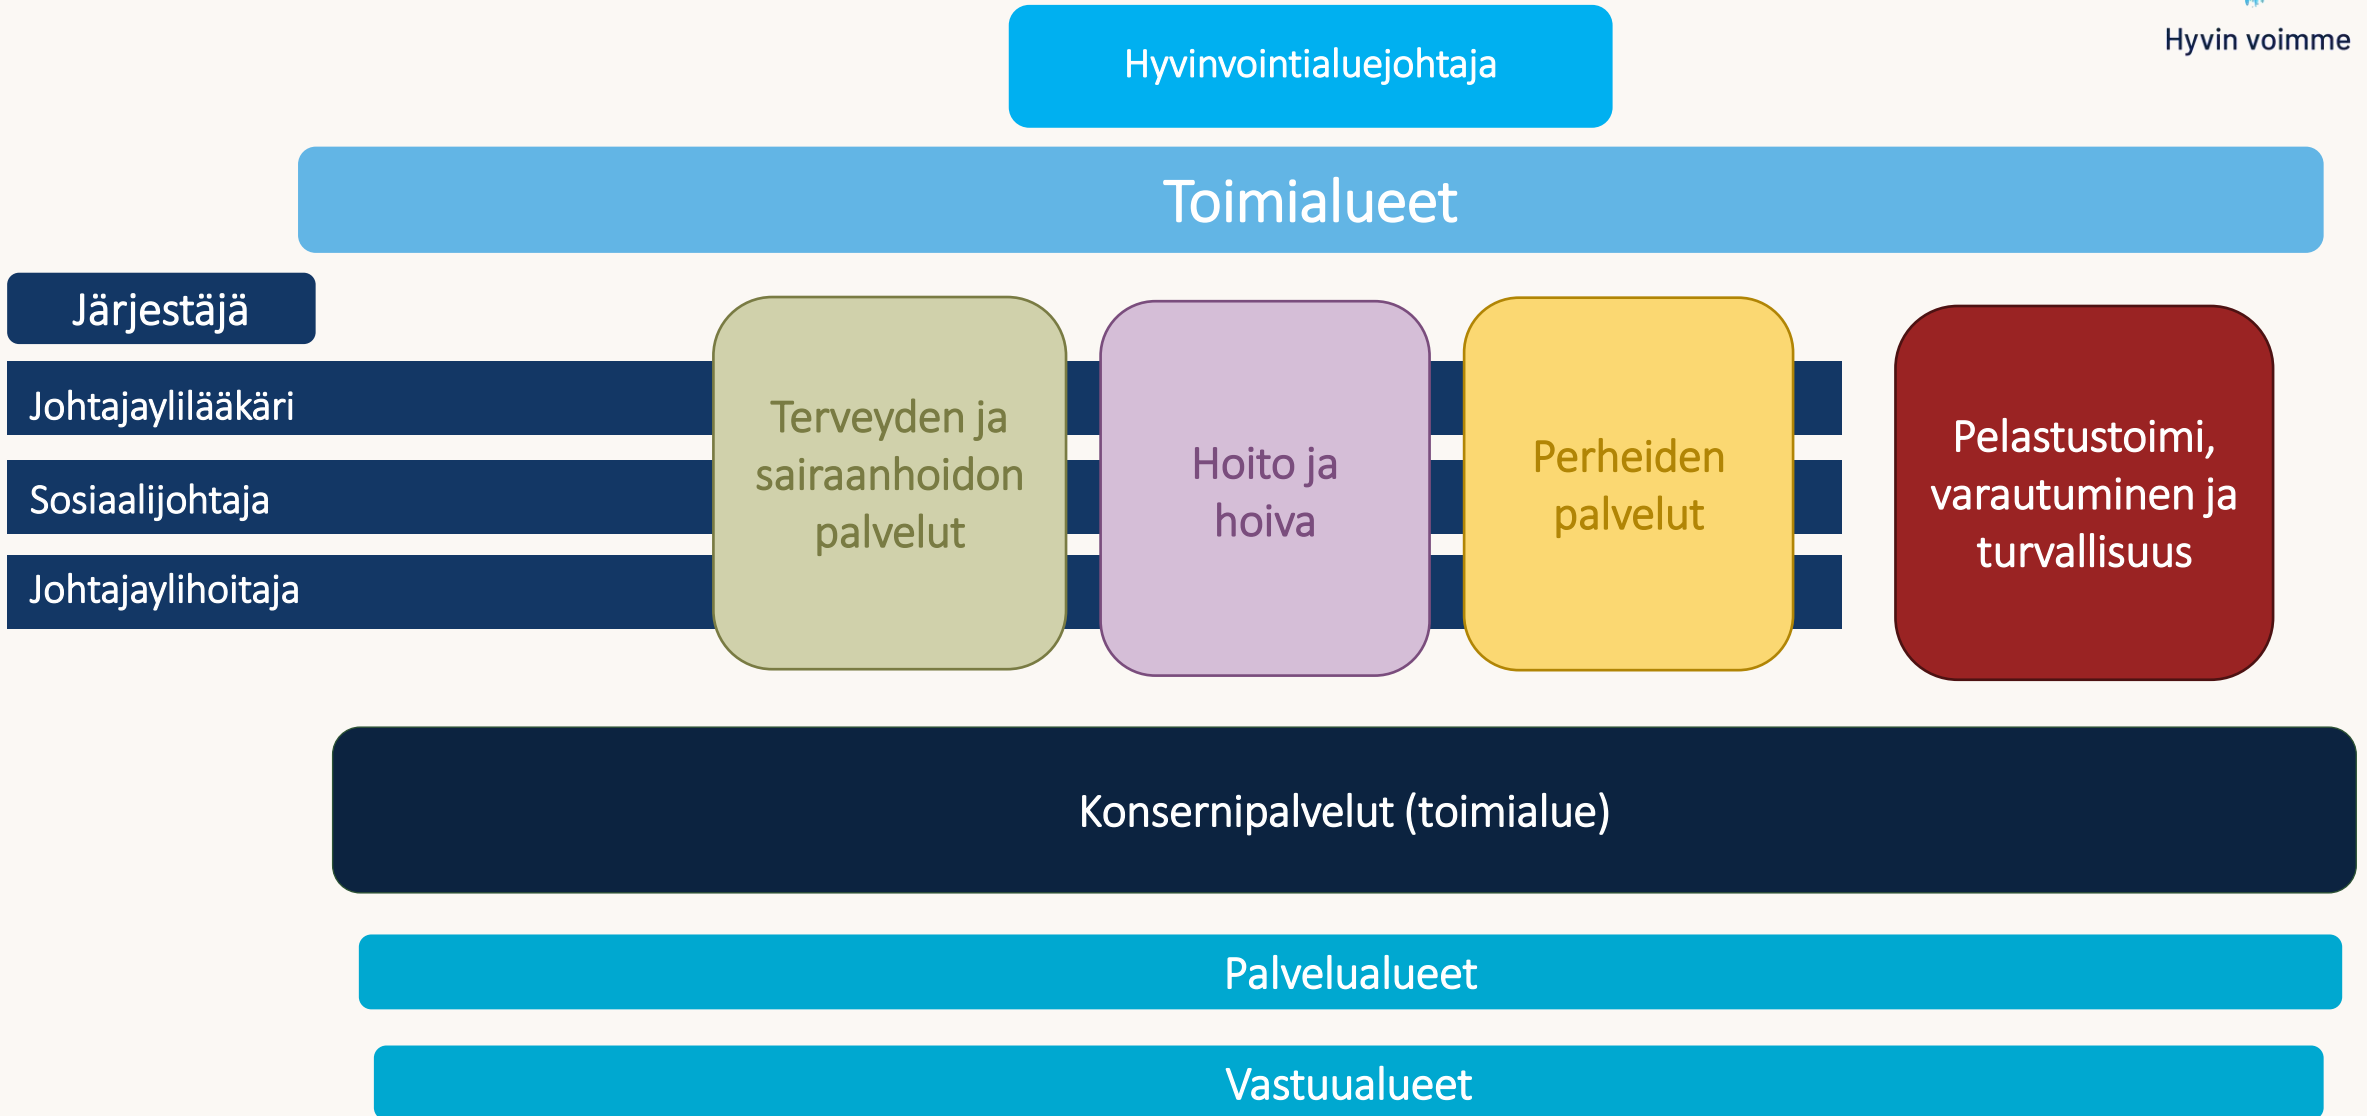 Hyvin voimme
Hyvinvointialuejohtaja
Toimialueet
Järjestäjä
Johtajaylilääkäri
Sosiaalijohtaja
Johtajaylihoitaja
Terveyden ja
sairaanhoidon
palvelut
Hoito ja
hoiva
Perheiden
palvelut
Pelastustoimi,
varautuminen ja
turvallisuus
Konsernipalvelut (toimialue)
Palvelualueet
Vastuualueet